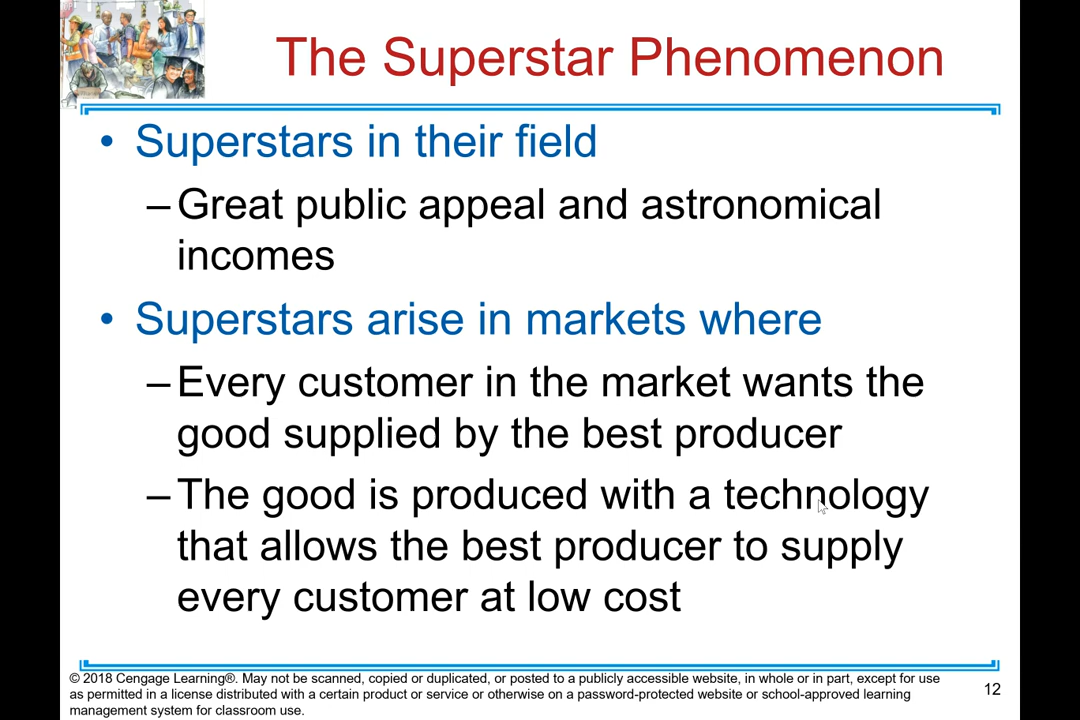 The Superstar Phenomenon
• Superstars in their field
– Great public appeal and astronomical
incomes
• Superstars arise in markets where
– Every customer in the market wants the
good supplied by the best producer
– The good is produced with a technology
that allows the best producer to supply
every customer at low cost
© 2018 Cengage Learning®. May not be scanned, copied or duplicated, or posted to a publicly accessible website, in whole or in part, except for use
as permitted in a license distributed with a certain product or service or otherwise on a password-protected website or school-approved learning
management system for classroom use.
12